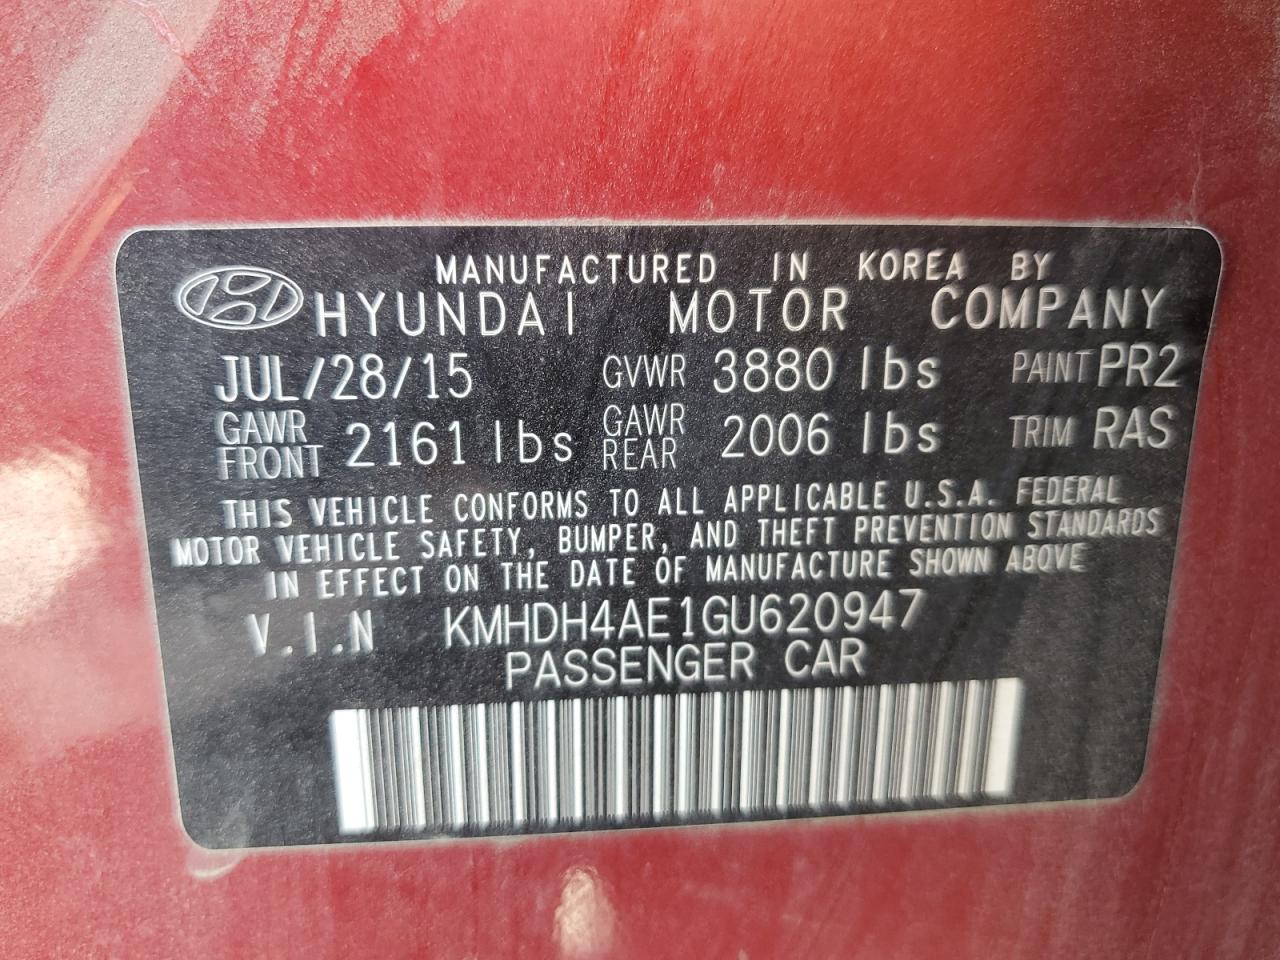 MANUFACTURED IN KOREA BY
HYUNDAI MOTOR COMPANY
JUL/28/15 GVWR 3880 lbs PAINT PR2
GAWR FRONT 2161 lbs GAWR REAR 2006 lbs TRIM RAS
THIS VEHICLE CONFORMS TO ALL APPLICABLE U.S.A. FEDERAL
MOTOR VEHICLE SAFETY, BUMPER, AND THEFT PREVENTION STANDARDS
IN EFFECT ON THE DATE OF MANUFACTURE SHOWN ABOVE
V.I.N KMHDH4AE1GU620947
PASSENGER CAR